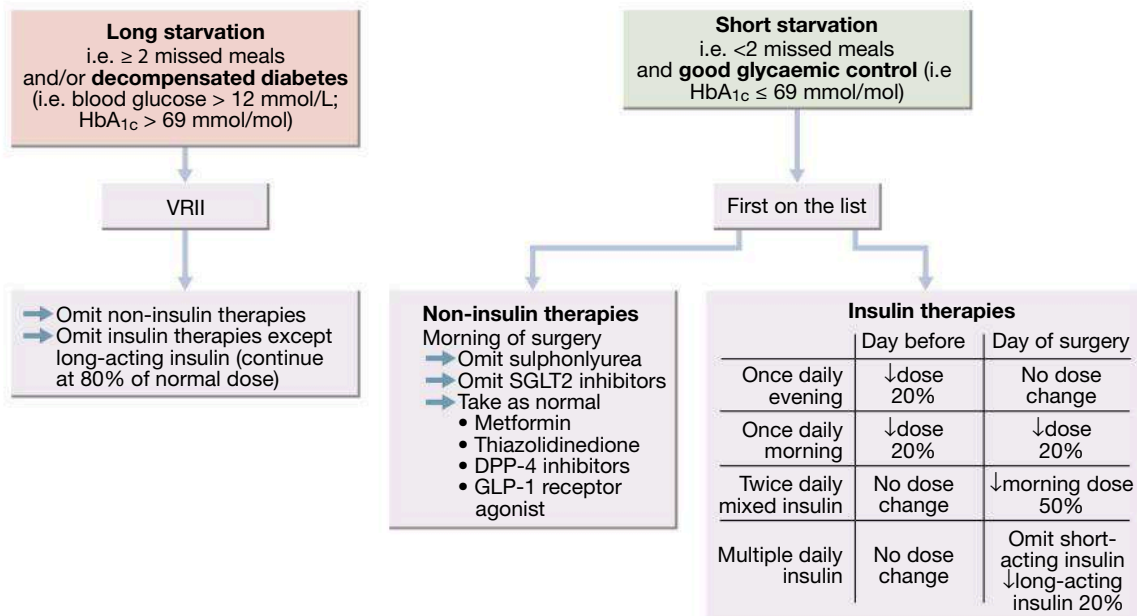 Long starvation
i.e. ≥ 2 missed meals
and/or decompensated diabetes
(i.e. blood glucose > 12 mmol/L;
HbA1c > 69 mmol/mol)
VRII
Omit non-insulin therapies
Omit insulin therapies except
long-acting insulin (continue
at 80% of normal dose)
Short starvation
i.e. <2 missed meals
and good glycaemic control (i.e
HbA1c ≤ 69 mmol/mol)
First on the list
Non-insulin therapies
Morning of surgery
Omit sulphonlyurea
Omit SGLT2 inhibitors
Take as normal
• Metformin
• Thiazolidinedione
• DPP-4 inhibitors
• GLP-1 receptor
agonist
Insulin therapies
Day before Day of surgery
Once daily ↓dose No dose
evening 20% change
Once daily ↓dose ↓dose
morning 20% 20%
Twice daily No dose ↓morning dose
mixed insulin change 50%
Omit short-
Multiple daily No dose acting insulin
insulin change ↓long-acting
insulin 20%